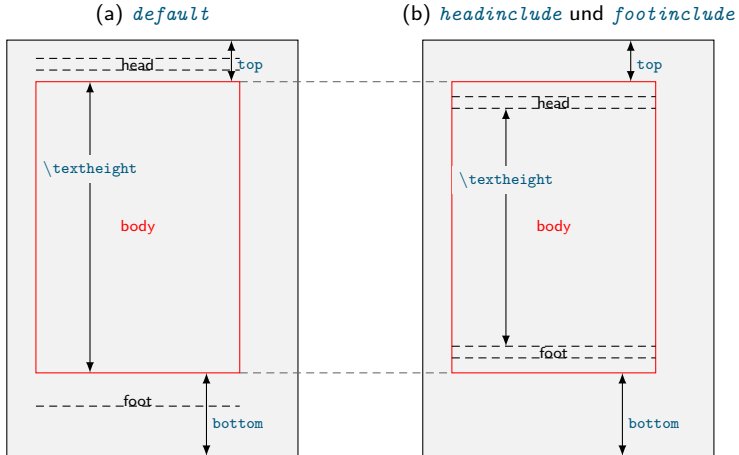 (a) default
head
top
\textheight
body
foot
bottom
(b) headinclude und footinclude
top
head
\textheight
body
foot
bottom